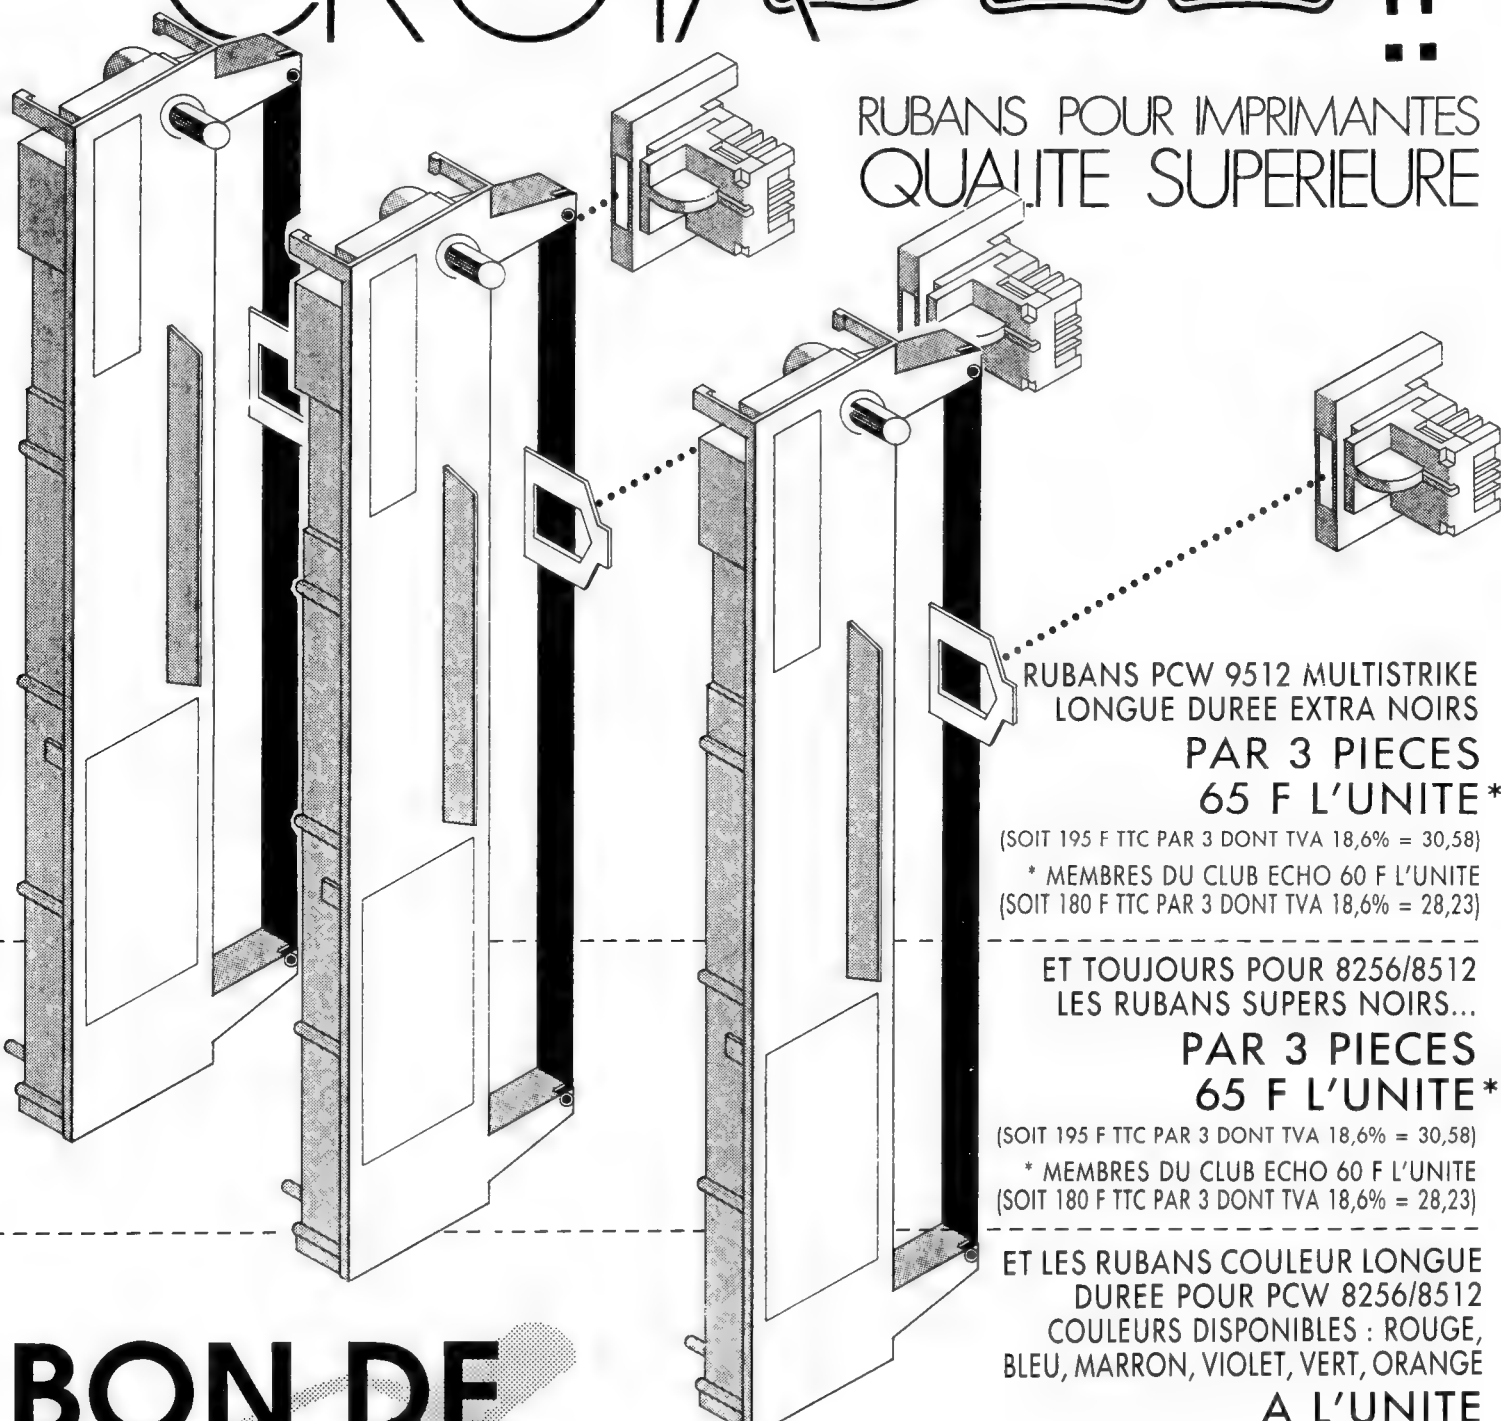 RUBANS POUR IMPRIMANTES
QUALITE SUPERIEURE
RUBANS PCW 9512 MULTISTRIKE
LONGUE DUREE EXTRA NOIRS
PAR 3 PIECES
65 F L'UNITE*
(SOIT 195 F TTC PAR 3 DONT TVA 18,6% = 30,58)
* MEMBRES DU CLUB ECHO 60 F L'UNITE
(SOIT 180 F TTC PAR 3 DONT TVA 18,6% = 28,23)
ET TOUJOURS POUR 8256/8512
LES RUBANS SUPERS NOIRS...
PAR 3 PIECES
65 F L'UNITE*
(SOIT 195 F TTC PAR 3 DONT TVA 18,6% = 30,58)
* MEMBRES DU CLUB ECHO 60 F L'UNITE
(SOIT 180 F TTC PAR 3 DONT TVA 18,6% = 28,23)
ET LES RUBANS COULEUR LONGUE
DUREE POUR PCW 8256/8512
COULEURS DISPONIBLES : ROUGE,
BLEU, MARRON, VIOLET, VERT, ORANGE
A L'UNITE
BON DE